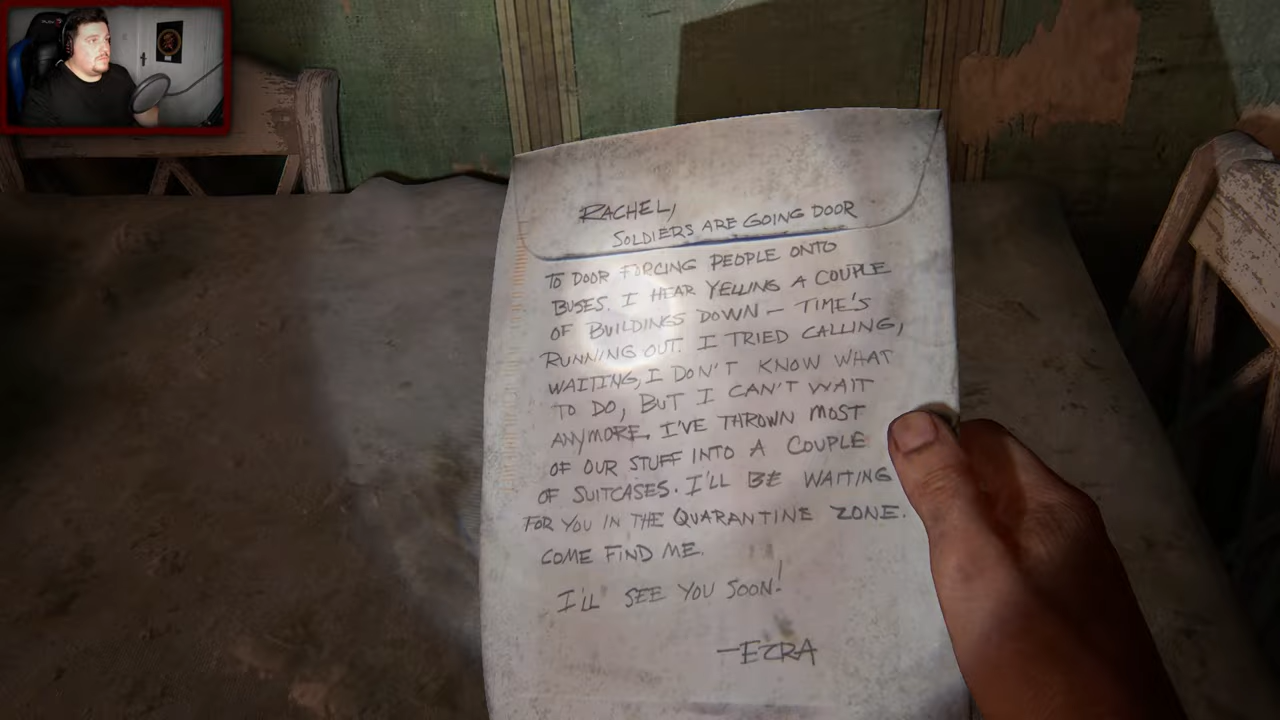 RACHEL,
SOLDIERS ARE GOING DOOR
TO DOOR FORCING PEOPLE ONTO
BUSES. I HEAR YELLING A COUPLE
OF BUILDINGS DOWN – TIME'S
RUNNING OUT. I TRIED CALLING,
WAITING, I DON'T KNOW WHAT
TO DO, BUT I CAN'T WAIT
ANYMORE. I'VE THROWN MOST
OF OUR STUFF INTO A COUPLE
OF SUITCASES. I'LL BE WAITING
FOR YOU IN THE QUARANTINE ZONE.
COME FIND ME.
I'LL SEE YOU SOON!
–EZRA